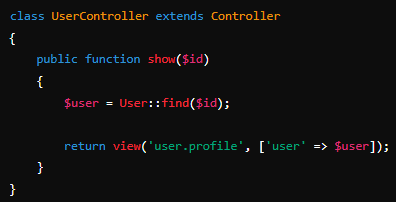 class UserController extends Controller
{
    public function show($id)
    {
        $user = User::find($id);

        return view('user.profile', ['user' => $user]);
    }
}